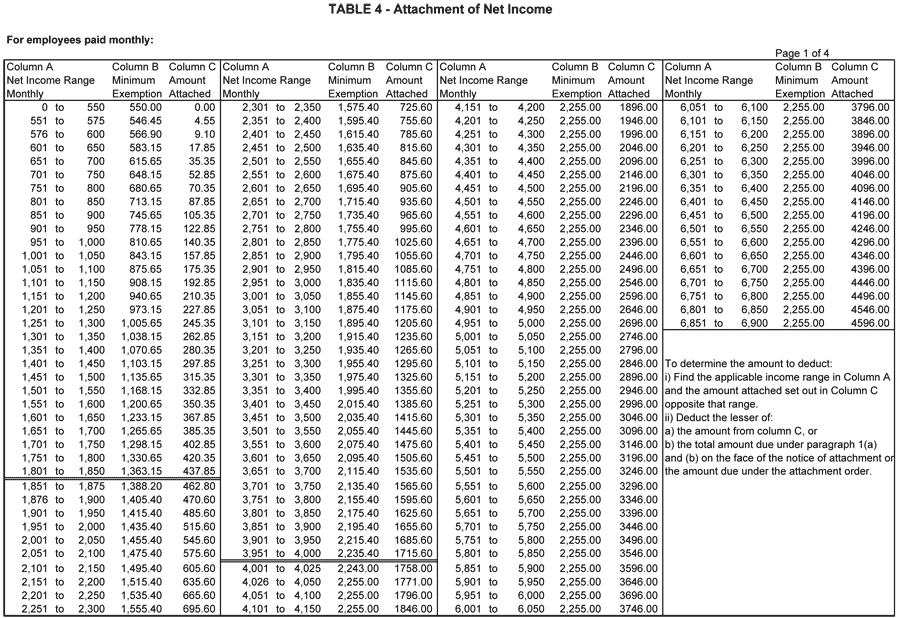 TABLE 4 - Attachment of Net Income
For employees paid monthly:
Page 1 of 4
Column A Column B Column C Column A Column B Column C Column A Column B Column C Column A Column B Column C
Net Income Range Minimum Amount Net Income Range Minimum Amount Net Income Range Minimum Amount Net Income Range Minimum Amount
Monthly Exemption Attached Monthly Exemption Attached Monthly Exemption Attached Monthly Exemption Attached
0 to 550 550.00 0.00 2,301 to 2,350 1,575.40 725.60 4,151 to 4,200 2,255.00 1896.00 6,051 to 6,100 2,255.00 3796.00
551 to 575 546.45 4.55 2,351 to 2,400 1,595.40 755.60 4,201 to 4,250 2,255.00 1946.00 6,101 to 6,150 2,255.00 3846.00
576 to 600 566.90 9.10 2,401 to 2,450 1,615.40 785.60 4,251 to 4,300 2,255.00 1996.00 6,151 to 6,200 2,255.00 3896.00
601 to 650 583.15 17.85 2,451 to 2,500 1,635.40 815.60 4,301 to 4,350 2,255.00 2046.00 6,201 to 6,250 2,255.00 3946.00
651 to 700 615.65 35.35 2,501 to 2,550 1,655.40 845.60 4,351 to 4,400 2,255.00 2096.00 6,251 to 6,300 2,255.00 3996.00
701 to 750 648.15 52.85 2,551 to 2,600 1,675.40 875.60 4,401 to 4,450 2,255.00 2146.00 6,301 to 6,350 2,255.00 4046.00
751 to 800 680.65 70.35 2,601 to 2,650 1,695.40 905.60 4,451 to 4,500 2,255.00 2196.00 6,351 to 6,400 2,255.00 4096.00
801 to 850 713.15 87.85 2,651 to 2,700 1,715.40 935.60 4,501 to 4,550 2,255.00 2246.00 6,401 to 6,450 2,255.00 4146.00
851 to 900 745.65 105.35 2,701 to 2,750 1,735.40 965.60 4,551 to 4,600 2,255.00 2296.00 6,451 to 6,500 2,255.00 4196.00
901 to 950 778.15 122.85 2,751 to 2,800 1,755.40 995.60 4,601 to 4,650 2,255.00 2346.00 6,501 to 6,550 2,255.00 4246.00
951 to 1,000 810.65 140.35 2,801 to 2,850 1,775.40 1025.60 4,651 to 4,700 2,255.00 2396.00 6,551 to 6,600 2,255.00 4296.00
1,001 to 1,050 843.15 157.85 2,851 to 2,900 1,795.40 1055.60 4,701 to 4,750 2,255.00 2446.00 6,601 to 6,650 2,255.00 4346.00
1,051 to 1,100 875.65 175.35 2,901 to 2,950 1,815.40 1085.60 4,751 to 4,800 2,255.00 2496.00 6,651 to 6,700 2,255.00 4396.00
1,101 to 1,150 908.15 192.85 2,951 to 3,000 1,835.40 1115.60 4,801 to 4,850 2,255.00 2546.00 6,701 to 6,750 2,255.00 4446.00
1,151 to 1,200 940.65 210.35 3,001 to 3,050 1,855.40 1145.60 4,851 to 4,900 2,255.00 2596.00 6,751 to 6,800 2,255.00 4496.00
1,201 to 1,250 973.15 227.85 3,051 to 3,100 1,875.40 1175.60 4,901 to 4,950 2,255.00 2646.00 6,801 to 6,850 2,255.00 4546.00
1,251 to 1,300 1,005.65 245.35 3,101 to 3,150 1,895.40 1205.60 4,951 to 5,000 2,255.00 2696.00 6,851 to 6,900 2,255.00 4596.00
1,301 to 1,350 1,038.15 262.85 3,151 to 3,200 1,915.40 1235.60 5,001 to 5,050 2,255.00 2746.00
1,351 to 1,400 1,070.65 280.35 3,201 to 3,250 1,935.40 1265.60 5,051 to 5,100 2,255.00 2796.00
1,401 to 1,450 1,103.15 297.85 3,251 to 3,300 1,955.40 1295.60 5,101 to 5,150 2,255.00 2846.00 To determine the amount to deduct:
1,451 to 1,500 1,135.65 315.35 3,301 to 3,350 1,975.40 1325.60 5,151 to 5,200 2,255.00 2896.00 i) Find the applicable income range in Column A
1,501 to 1,550 1,168.15 332.85 3,351 to 3,400 1,995.40 1355.60 5,201 to 5,250 2,255.00 2946.00 and the amount attached set out in Column C
1,551 to 1,600 1,200.65 350.35 3,401 to 3,450 2,015.40 1385.60 5,251 to 5,300 2,255.00 2996.00 opposite that range.
1,601 to 1,650 1,233.15 367.85 3,451 to 3,500 2,035.40 1415.60 5,301 to 5,350 2,255.00 3046.00 ii) Deduct the lesser of:
1,651 to 1,700 1,265.65 385.35 3,501 to 3,550 2,055.40 1445.60 5,351 to 5,400 2,255.00 3096.00 a) the amount from column C, or
1,701 to 1,750 1,298.15 402.85 3,551 to 3,600 2,075.40 1475.60 5,401 to 5,450 2,255.00 3146.00 b) the total amount due under paragraph 1(a)
1,751 to 1,800 1,330.65 420.35 3,601 to 3,650 2,095.40 1505.60 5,451 to 5,500 2,255.00 3196.00 and (b) on the face of the notice of attachment or
1,801 to 1,850 1,363.15 437.85 3,651 to 3,700 2,115.40 1535.60 5,501 to 5,550 2,255.00 3246.00 the amount due under the attachment order.
1,851 to 1,875 1,388.20 462.80 3,701 to 3,750 2,135.40 1565.60 5,551 to 5,600 2,255.00 3296.00
1,876 to 1,900 1,405.40 470.60 3,751 to 3,800 2,155.40 1595.60 5,601 to 5,650 2,255.00 3346.00
1,901 to 1,950 1,415.40 485.60 3,801 to 3,850 2,175.40 1625.60 5,651 to 5,700 2,255.00 3396.00
1,951 to 2,000 1,435.40 515.60 3,851 to 3,900 2,195.40 1655.60 5,701 to 5,750 2,255.00 3446.00
2,001 to 2,050 1,455.40 545.60 3,901 to 3,950 2,215.40 1685.60 5,751 to 5,800 2,255.00 3496.00
2,051 to 2,100 1,475.40 575.60 3,951 to 4,000 2,235.40 1715.60 5,801 to 5,850 2,255.00 3546.00
2,101 to 2,150 1,495.40 605.60 4,001 to 4,025 2,243.00 1758.00 5,851 to 5,900 2,255.00 3596.00
2,151 to 2,200 1,515.40 635.60 4,026 to 4,050 2,255.00 1771.00 5,901 to 5,950 2,255.00 3646.00
2,201 to 2,250 1,535.40 665.60 4,051 to 4,100 2,255.00 1796.00 5,951 to 6,000 2,255.00 3696.00
2,251 to 2,300 1,555.40 695.60 4,101 to 4,150 2,255.00 1846.00 6,001 to 6,050 2,255.00 3746.00